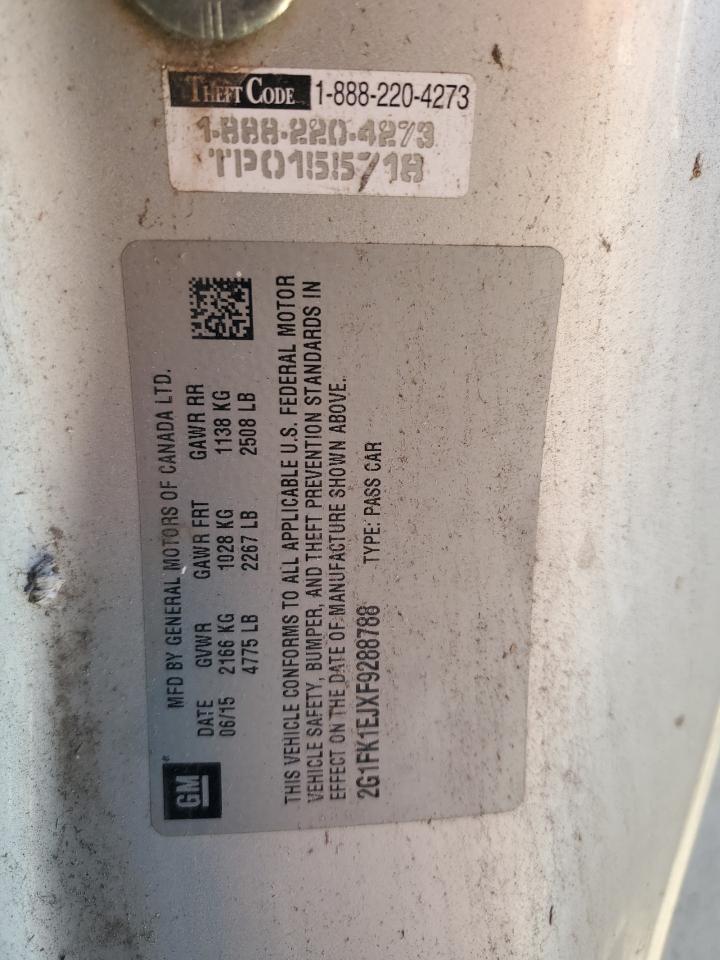 THEFT CODE 1-888-220-4273
1-888-220-4273
TP0155718
MFD BY GENERAL MOTORS OF CANADA LTD.
DATE GVWR GAWR FRT GAWR RR
06/15 2166 KG 1028 KG 1138 KG
4775 LB 2267 LB 2508 LB
GM®
THIS VEHICLE CONFORMS TO ALL APPLICABLE U.S. FEDERAL MOTOR
VEHICLE SAFETY, BUMPER, AND THEFT PREVENTION STANDARDS IN
EFFECT ON THE DATE OF MANUFACTURE SHOWN ABOVE.
2G1FK1EJXF9288788 TYPE: PASS CAR